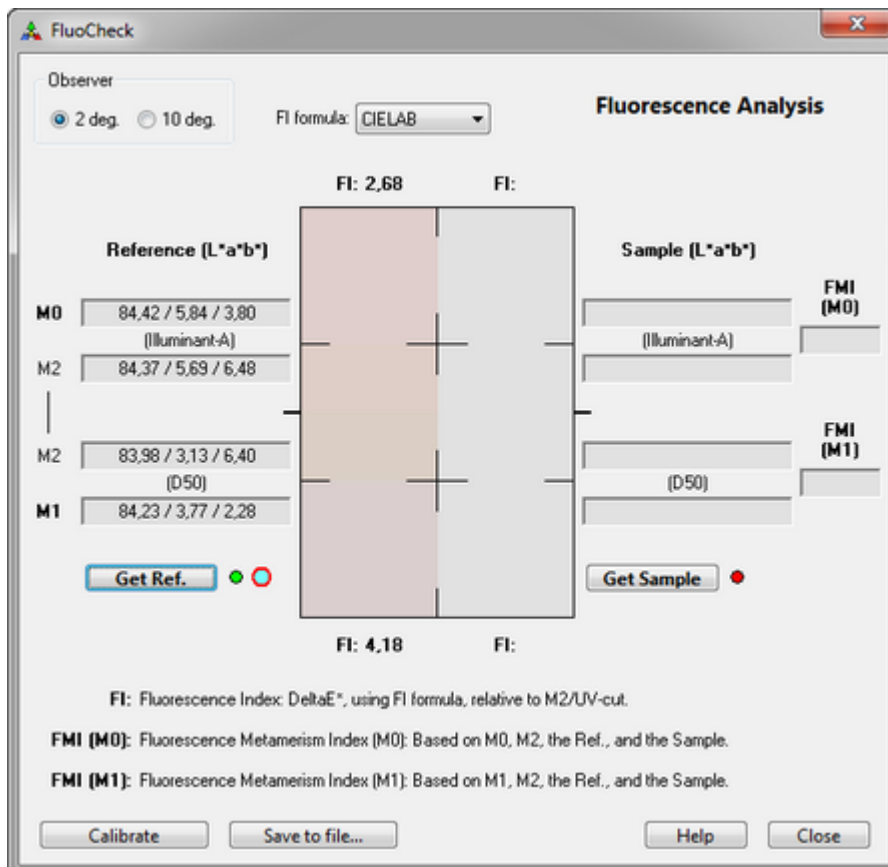 FluoCheck
Observer
2 deg. 10 deg.
FI formula: CIELAB
Fluorescence Analysis
FI: 2,68 FI:
Reference (L*a*b*) Sample (L*a*b*)
FMI
(M0)
M0 84,42 / 5,84 / 3,80
(Illuminant-A) (Illuminant-A)
M2 84,37 / 5,69 / 6,48
FMI
(M1)
M2 83,98 / 3,13 / 6,40
(D50) (D50)
M1 84,23 / 3,77 / 2,28
Get Ref. Get Sample
FI: 4,18 FI:
FI: Fluorescence Index: DeltaE*, using FI formula, relative to M2/UV-cut.
FMI (M0): Fluorescence Metamerism Index (M0): Based on M0, M2, the Ref., and the Sample.
FMI (M1): Fluorescence Metamerism Index (M1): Based on M1, M2, the Ref., and the Sample.
Calibrate Save to file... Help Close